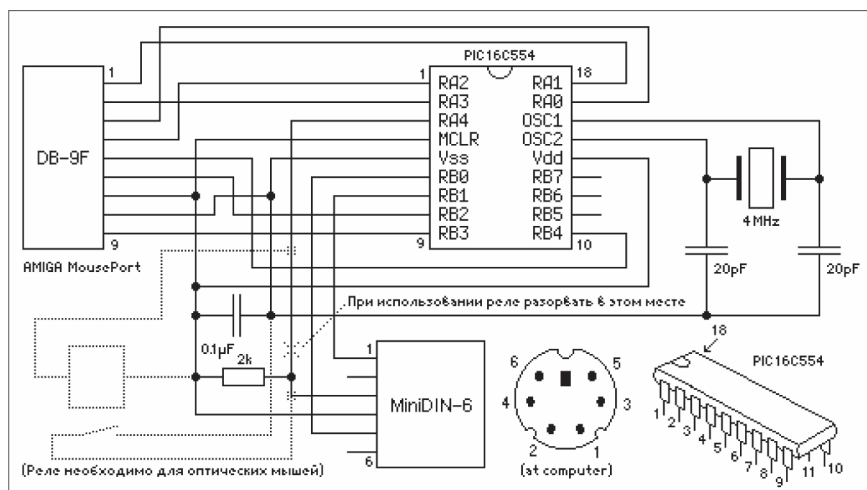 PIC16C554
1
1
18
RA2
RA1
RA3
RA0
RA4
OSC1
MCLR
OSC2
DB-9F
Vss
Vdd
RB0
RB7
RB1
RB6
RB2
RB5
RB3
RB4
9
9
10
4MHz
AMIGA MousePort
20pF
20pF
При использовании реле разорвать в этом месте
0.1µF
2k
1
MiniDIN-6
6
6
5
4
3
2
1
(at computer)
18
PIC16C554
1
2
3
4
5
6
7
8
9
11
10
(Реле необходимо для оптических мышей)